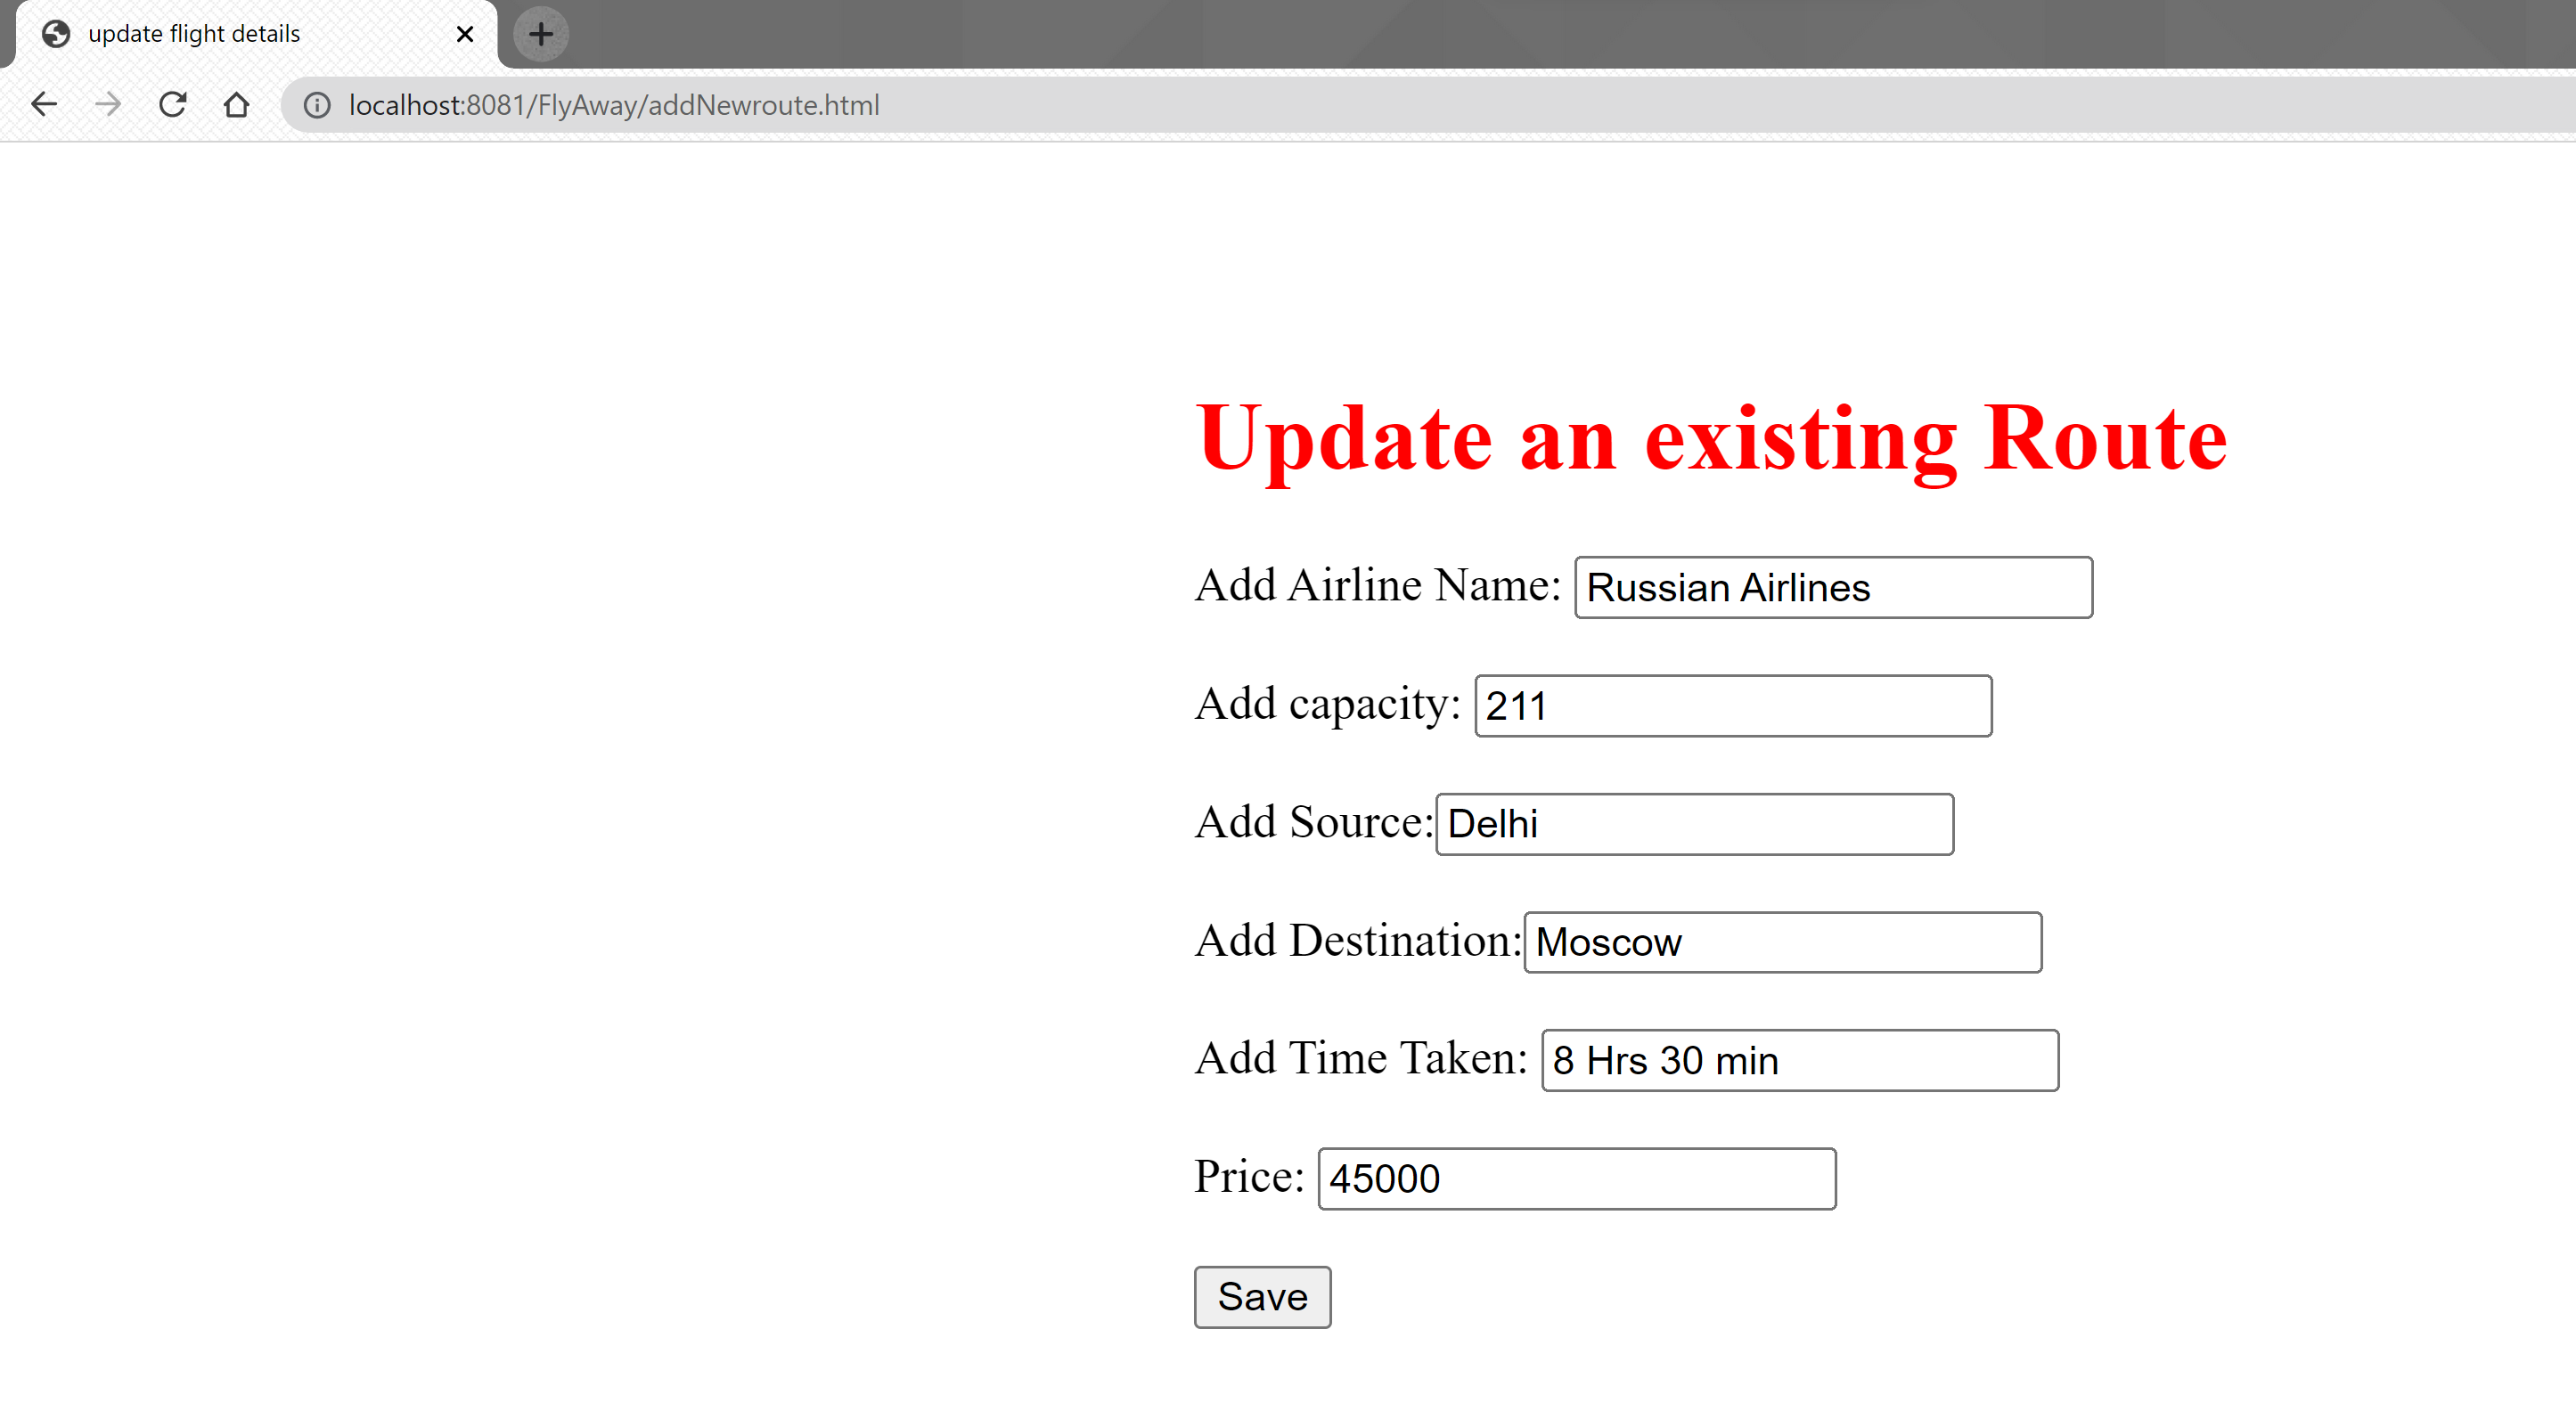 update flight details
localhost:8081/FlyAway/addNewroute.html
Update an existing Route
Add Airline Name: Russian Airlines
Add capacity: 211
Add Source: Delhi
Add Destination: Moscow
Add Time Taken: 8 Hrs 30 min
Price: 45000
Save